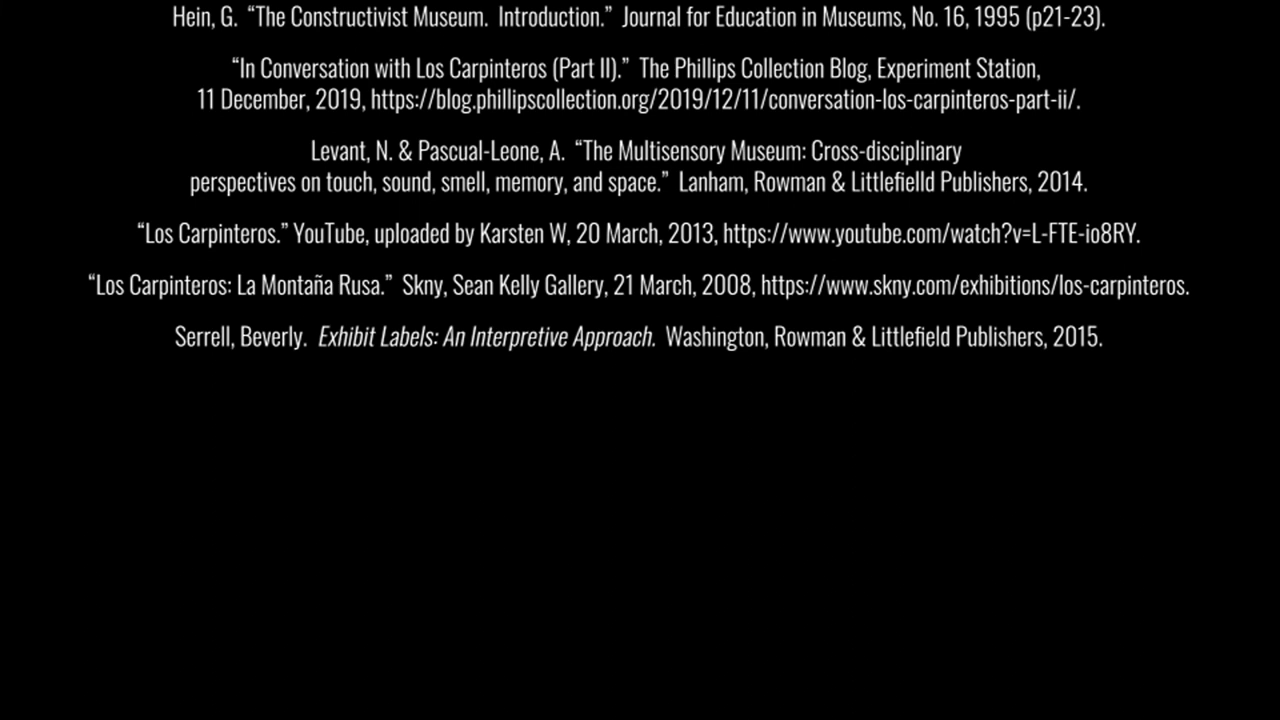 Hein, G.  “The Constructivist Museum.  Introduction.”  Journal for Education in Museums, No. 16, 1995 (p21-23).
“In Conversation with Los Carpinteros (Part II).”  The Phillips Collection Blog, Experiment Station,
11 December, 2019, https://blog.phillipscollection.org/2019/12/11/conversation-los-carpinteros-part-ii/.
Levant, N. & Pascual-Leone, A.  “The Multisensory Museum: Cross-disciplinary
perspectives on touch, sound, smell, memory, and space.”  Lanham, Rowman & Littlefielld Publishers, 2014.
“Los Carpinteros.” YouTube, uploaded by Karsten W, 20 March, 2013, https://www.youtube.com/watch?v=L-FTE-io8RY.
“Los Carpinteros: La Montaña Rusa.”  Skny, Sean Kelly Gallery, 21 March, 2008, https://www.skny.com/exhibitions/los-carpinteros.
Serrell, Beverly.  Exhibit Labels: An Interpretive Approach.  Washington, Rowman & Littlefield Publishers, 2015.